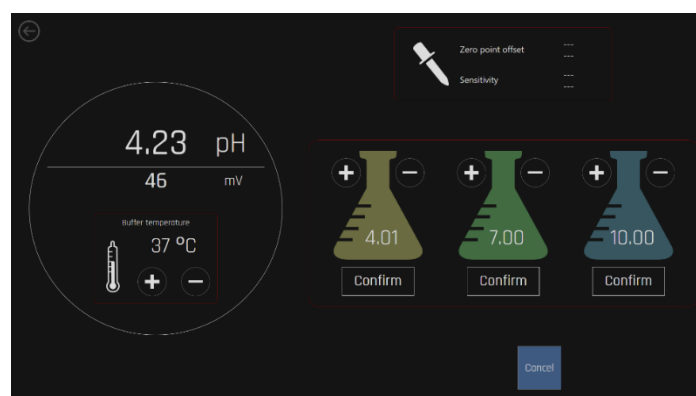 Zero point offset ---
---
Sensitivity ---
---
4.23 pH
46 mV
Buffer temperature
37 °C
+ −
+ − + − + −
4.01 7.00 10.00
Confirm Confirm Confirm
Cancel